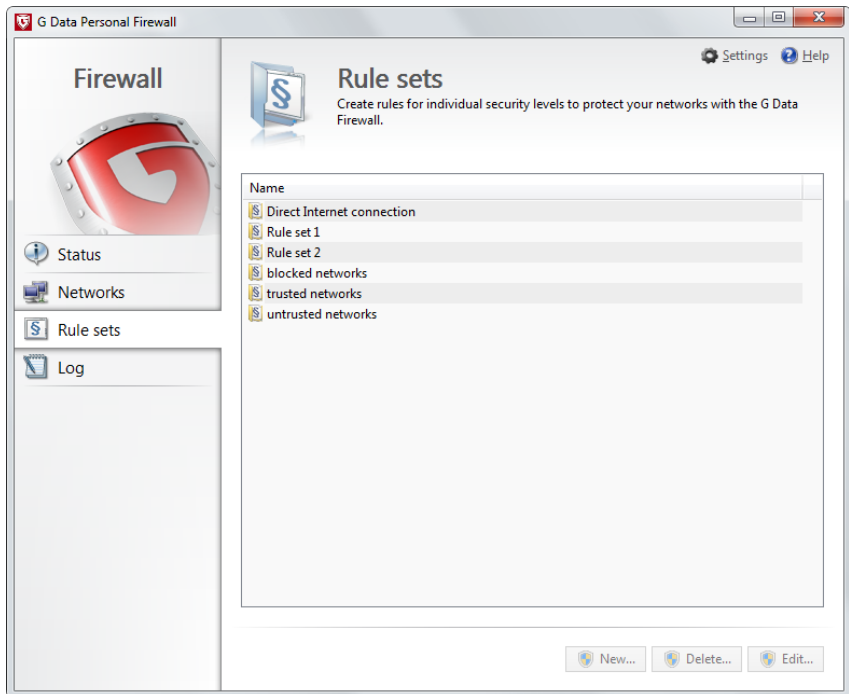 G Data Personal Firewall
Firewall
Status
Networks
Rule sets
Log
Settings Help
Rule sets
Create rules for individual security levels to protect your networks with the G Data
Firewall.
Name
Direct Internet connection
Rule set 1
Rule set 2
blocked networks
trusted networks
untrusted networks
New... Delete... Edit...